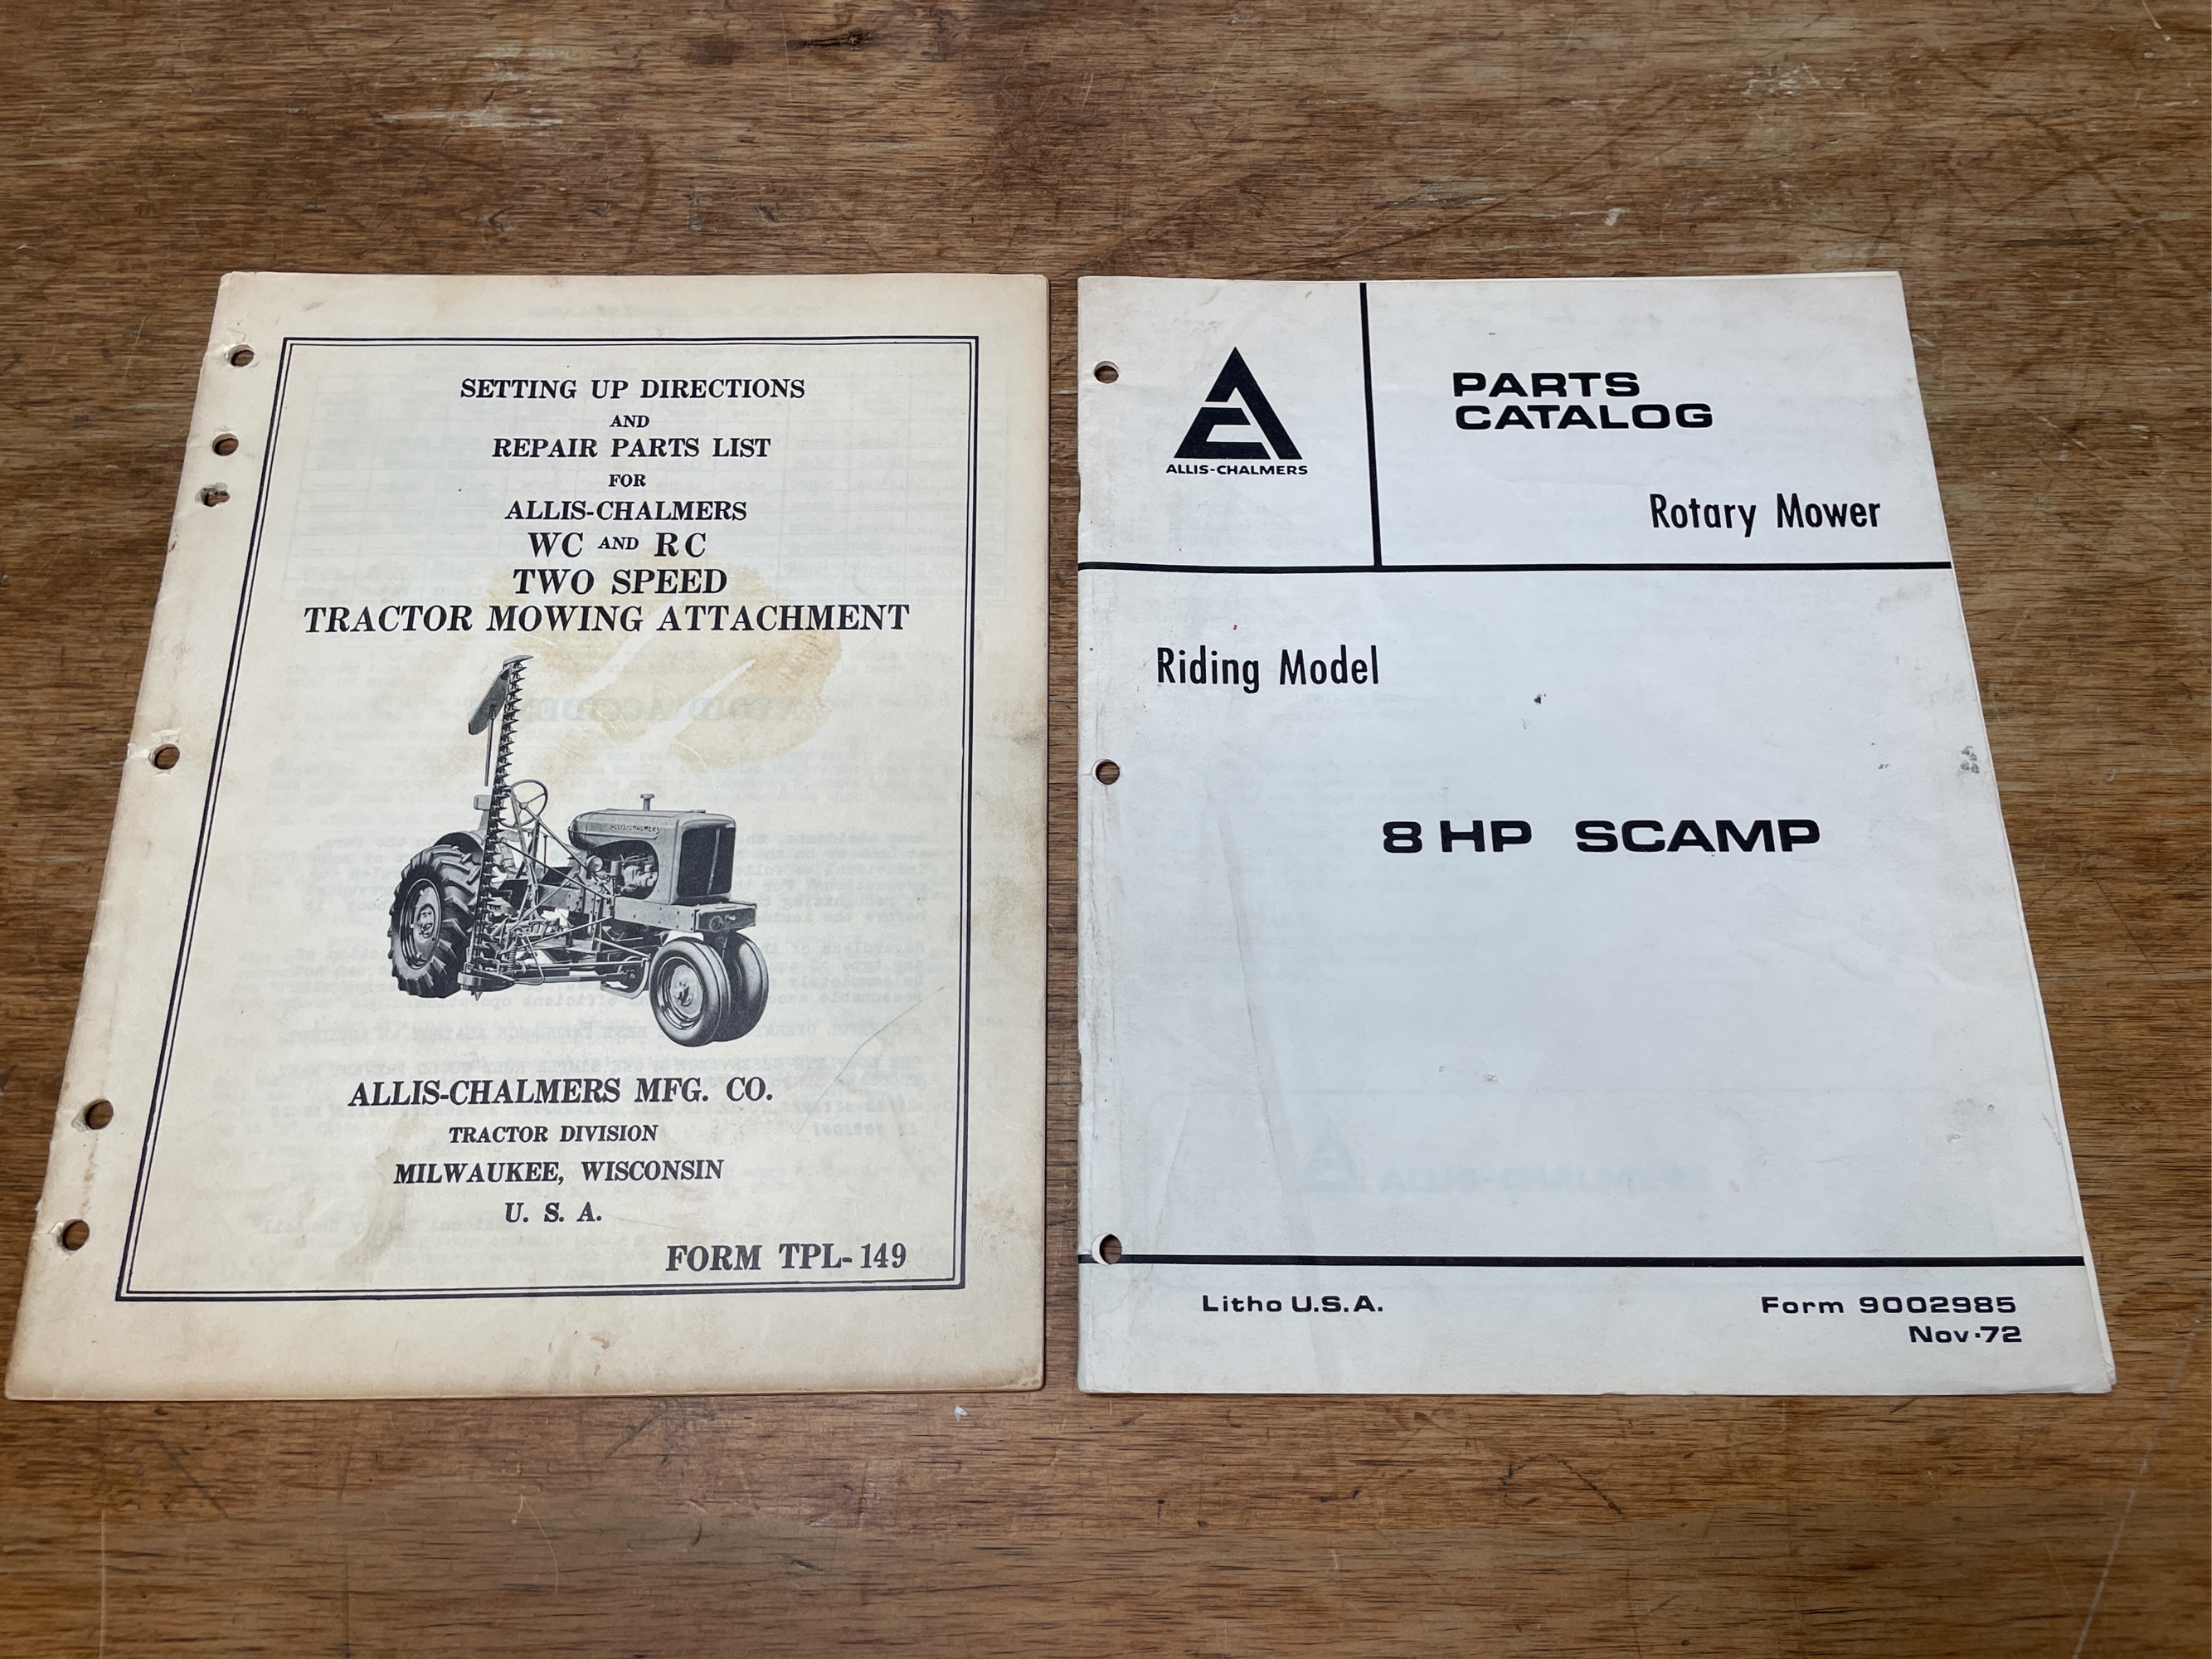 SETTING UP DIRECTIONS
AND
REPAIR PARTS LIST
FOR
ALLIS-CHALMERS
WC AND RC
TWO SPEED
TRACTOR MOWING ATTACHMENT
ALLIS-CHALMERS
ALLIS-CHALMERS MFG. CO.
TRACTOR DIVISION
MILWAUKEE, WISCONSIN
U. S. A.
FORM TPL-149
ALLIS-CHALMERS
PARTS
CATALOG
Rotary Mower
Riding Model
8 HP SCAMP
Litho U.S.A.
Form 9002985
Nov-72